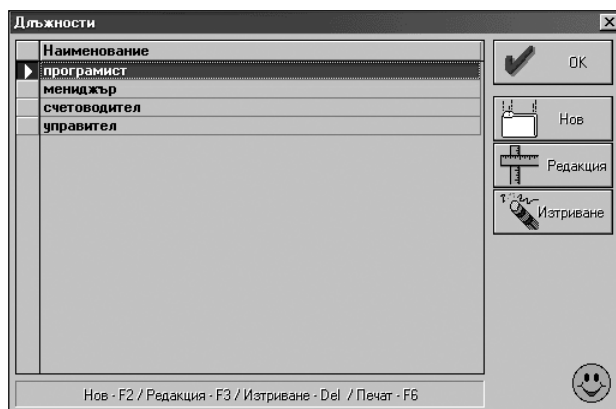 Длъжности
Наименование
програмист
мениджър
счетоводител
управител
OK
Нов
Редакция
Изтриване
Нов - F2 / Редакция - F3 / Изтриване - Del / Печат - F6